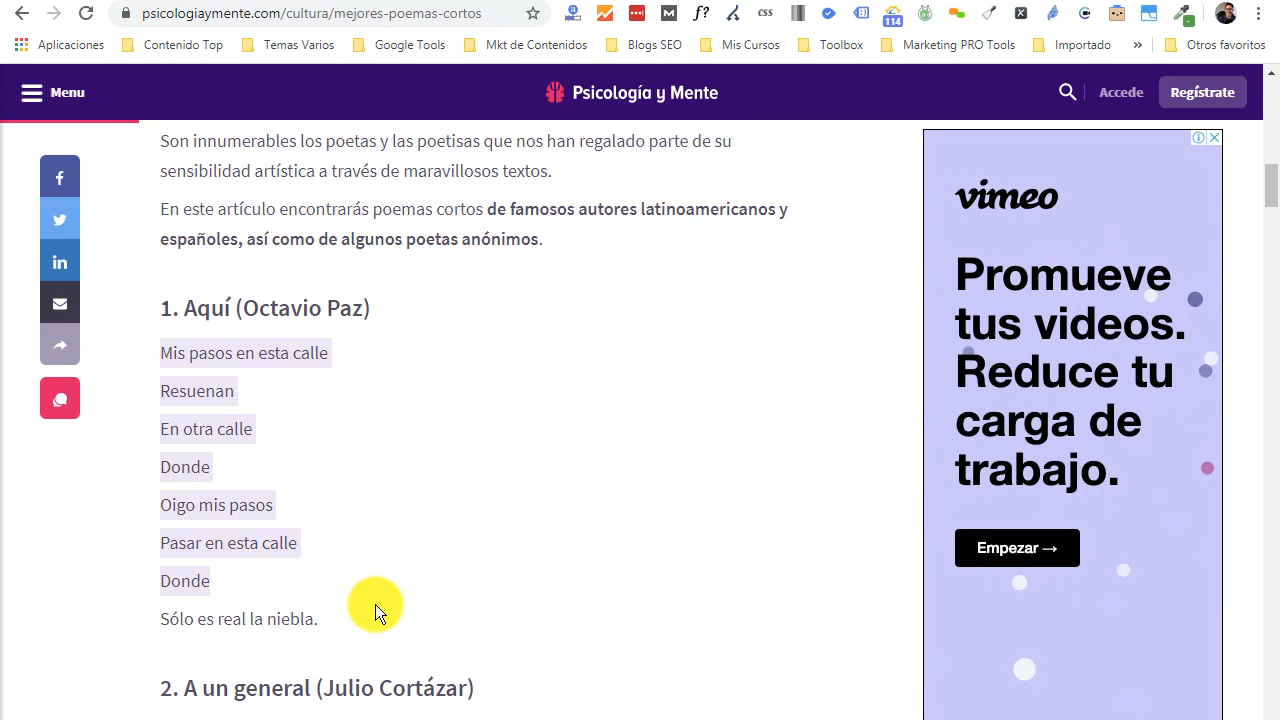 psicologiaymente.com/cultura/mejores-poemas-cortos
f?
css
114
Aplicaciones Contenido Top Temas Varios Google Tools Mkt de Contenidos Blogs SEO Mis Cursos Toolbox Marketing PRO Tools Importado » Otros favoritos
Menu Psicología y Mente Accede Regístrate
Son innumerables los poetas y las poetisas que nos han regalado parte de su
sensibilidad artística a través de maravillosos textos.
En este artículo encontrarás poemas cortos de famosos autores latinoamericanos y
españoles, así como de algunos poetas anónimos.
1. Aquí (Octavio Paz)
Mis pasos en esta calle
Resuenan
En otra calle
Donde
Oigo mis pasos
Pasar en esta calle
Donde
Sólo es real la niebla.
2. A un general (Julio Cortázar)
vimeo
Promueve
tus videos.
Reduce tu
carga de
trabajo.
Empezar →